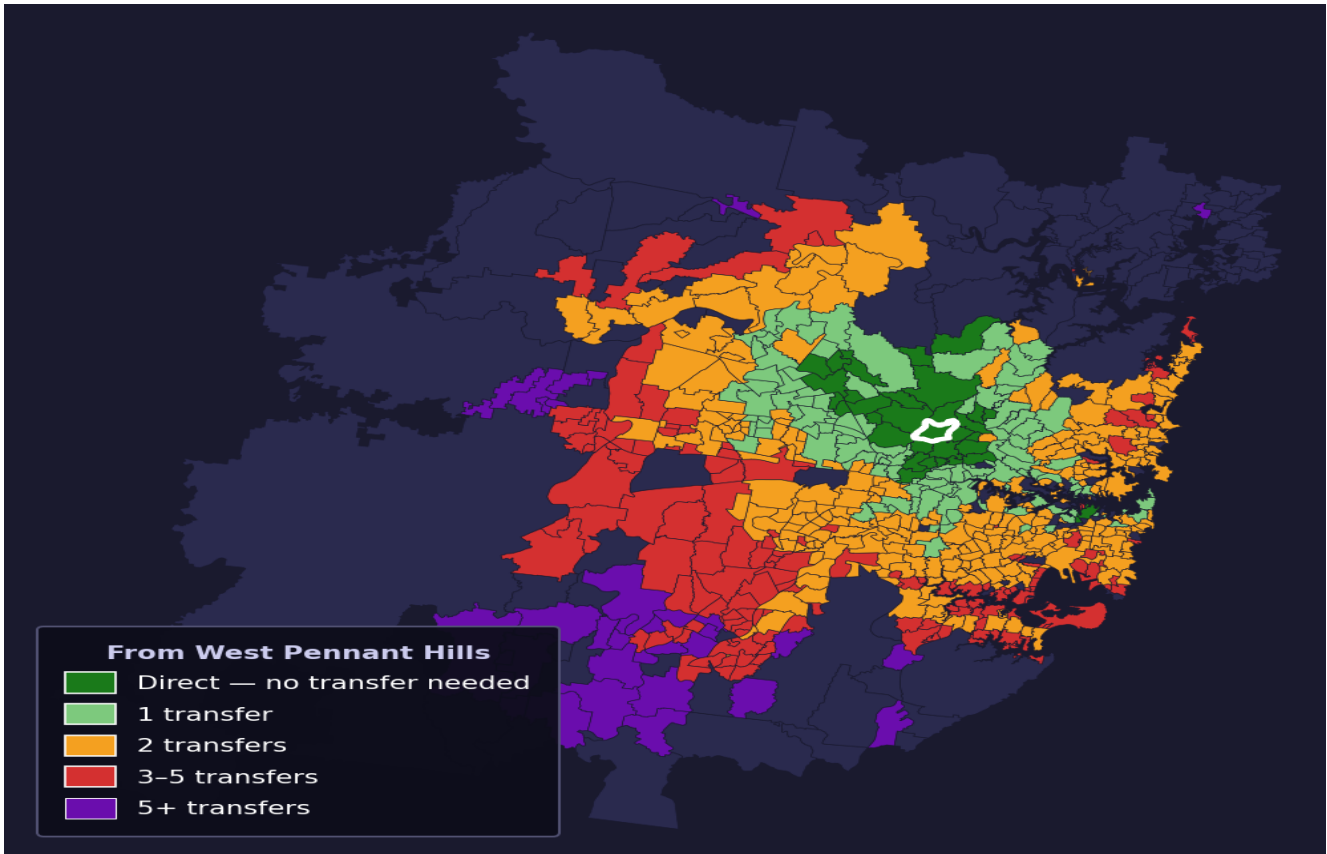 From West Pennant Hills
Direct — no transfer needed
1 transfer
2 transfers
3–5 transfers
5+ transfers